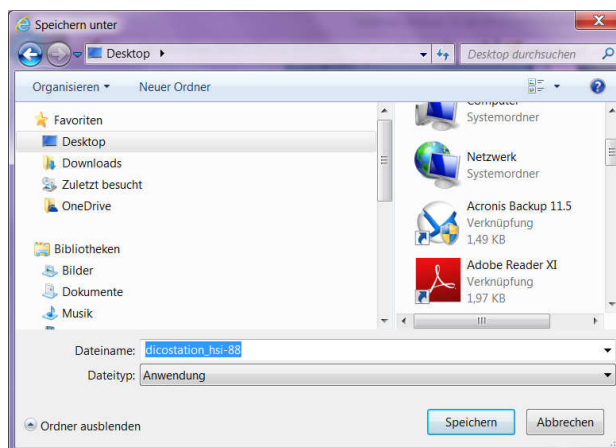 Speichern unter
Desktop
Desktop durchsuchen
Organisieren
Neuer Ordner
Favoriten
Desktop
Downloads
Zuletzt besucht
OneDrive
Bibliotheken
Bilder
Dokumente
Musik
Computer
Systemordner
Netzwerk
Systemordner
Acronis Backup 11.5
Verknüpfung
1,49 KB
Adobe Reader XI
Verknüpfung
1,97 KB
Dateiname: dicostation_hsi-88
Dateityp: Anwendung
Ordner ausblenden
Speichern
Abbrechen